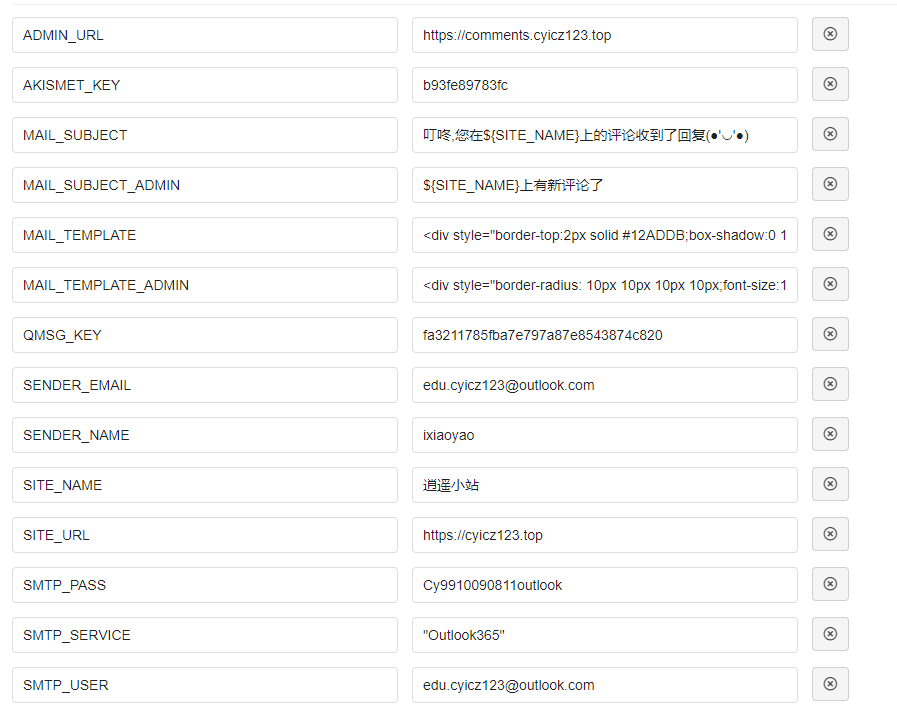 ADMIN_URL https://comments.cyicz123.top
AKISMET_KEY b93fe89783fc
MAIL_SUBJECT 叮咚,您在${SITE_NAME}上的评论收到了回复(●'◡'●)
MAIL_SUBJECT_ADMIN ${SITE_NAME}上有新评论了
MAIL_TEMPLATE <div style="border-top:2px solid #12ADDB;box-shadow:0 1
MAIL_TEMPLATE_ADMIN <div style="border-radius: 10px 10px 10px 10px;font-size:1
QMSG_KEY fa3211785fba7e797a87e8543874c820
SENDER_EMAIL edu.cyicz123@outlook.com
SENDER_NAME ixiaoyao
SITE_NAME 逍遥小站
SITE_URL https://cyicz123.top
SMTP_PASS Cy9910090811outlook
SMTP_SERVICE "Outlook365"
SMTP_USER edu.cyicz123@outlook.com